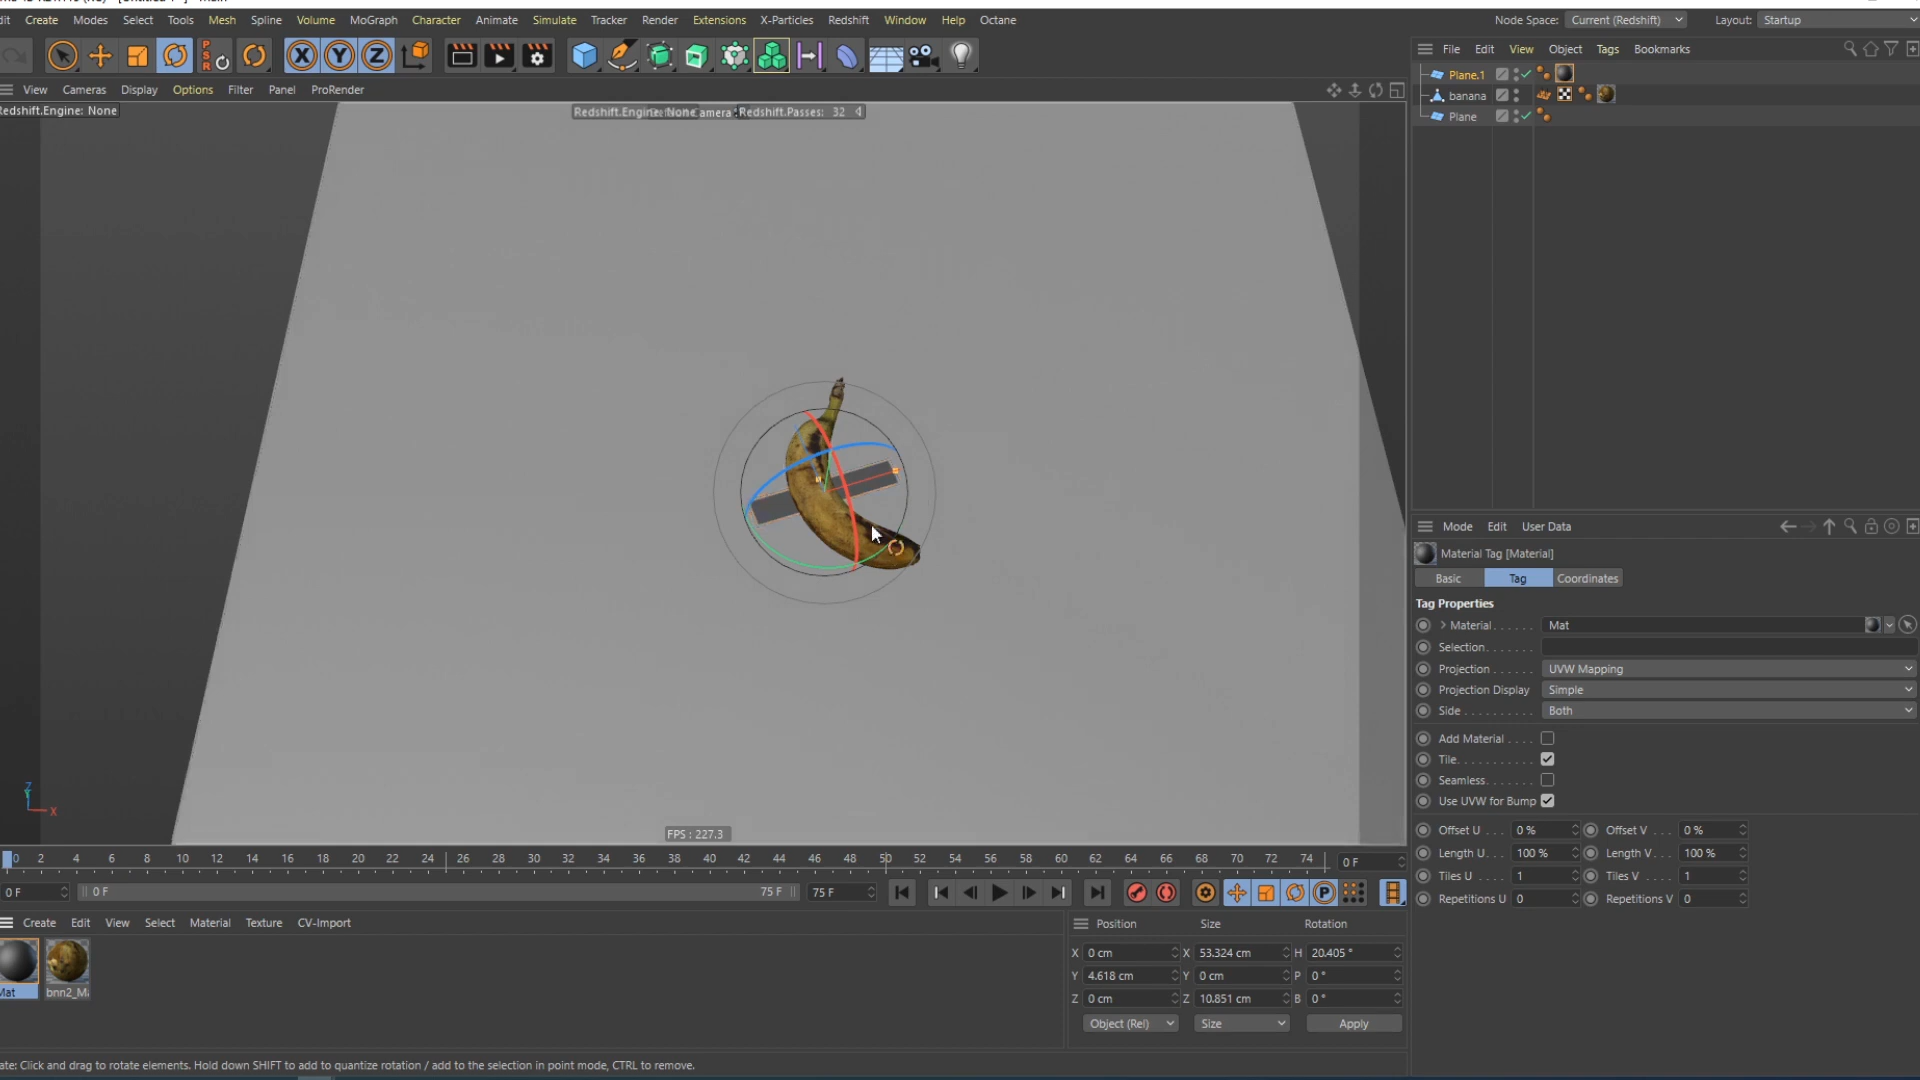 Create Modes Select Tools Mesh Spline Volume MoGraph Character Animate Simulate Tracker Render Extensions X-Particles Redshift Window Help Octane
Node Space: Current (Redshift) Layout: Startup
PSR X Y Z
File Edit View Object Tags Bookmarks
View Cameras Display Options Filter Panel ProRender
Redshift.Engine: None
Redshift.Passes: 32
Plane.1
banana
Plane
Mode Edit User Data
Material Tag [Material]
Basic Tag Coordinates
Tag Properties
> Material...... Mat
Selection......
Projection...... UVW Mapping
Projection Display Simple
Side.......... Both
Add Material....
Tile...........
Seamless......
Use UVW for Bump
Offset U... 0 % Offset V... 0 %
Length U.. 100 % Length V... 100 %
Tiles U.... 1 Tiles V.... 1
Repetitions U 0 Repetitions V 0
Z
Y
X
FPS : 227.3
0 2 4 6 8 10 12 14 16 18 20 22 24 26 28 30 32 34 36 38 40 42 44 46 48 50 52 54 56 58 60 62 64 66 68 70 72 74 0 F
0 F 0 F 75 F 75 F P
Create Edit View Select Material Texture CV-Import
Mat bnn2_M
Position Size Rotation
X 0 cm X 53.324 cm H 20.405 °
Y 4.618 cm Y 0 cm P 0 °
Z 0 cm Z 10.851 cm B 0 °
Object (Rel) Size Apply
ate: Click and drag to rotate elements. Hold down SHIFT to add to quantize rotation / add to the selection in point mode, CTRL to remove.